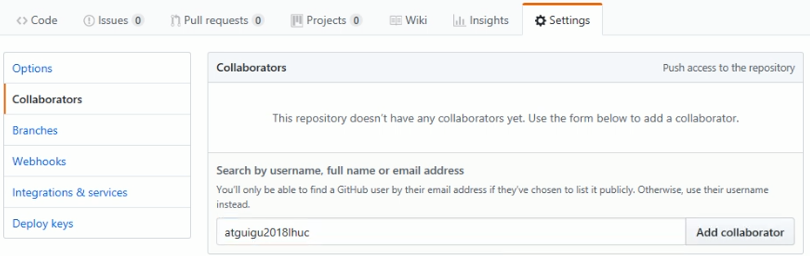 Code Issues 0 Pull requests 0 Projects 0 Wiki Insights Settings
Options
Collaborators
Branches
Webhooks
Integrations & services
Deploy keys
Collaborators Push access to the repository
This repository doesn't have any collaborators yet. Use the form below to add a collaborator.
Search by username, full name or email address
You'll only be able to find a GitHub user by their email address if they've chosen to list it publicly. Otherwise, use their username
instead.
atguigu2018lhuc Add collaborator